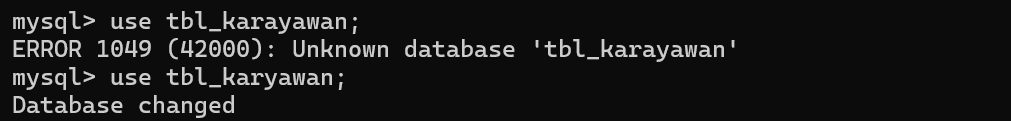 mysql> use tbl_karayawan;
ERROR 1049 (42000): Unknown database 'tbl_karayawan'
mysql> use tbl_karyawan;
Database changed